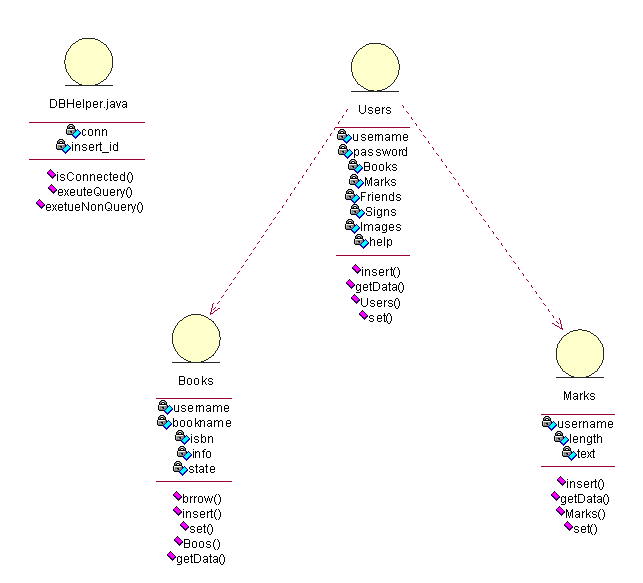 DBHelper.java
conn
insert_id
isConnected()
exeuteQuery()
exetueNonQuery()
Users
username
password
Books
Marks
Friends
Signs
Images
help
insert()
getData()
Users()
set()
Books
username
bookname
isbn
info
state
brrow()
insert()
set()
Boos()
getData()
Marks
username
length
text
insert()
getData()
Marks()
set()